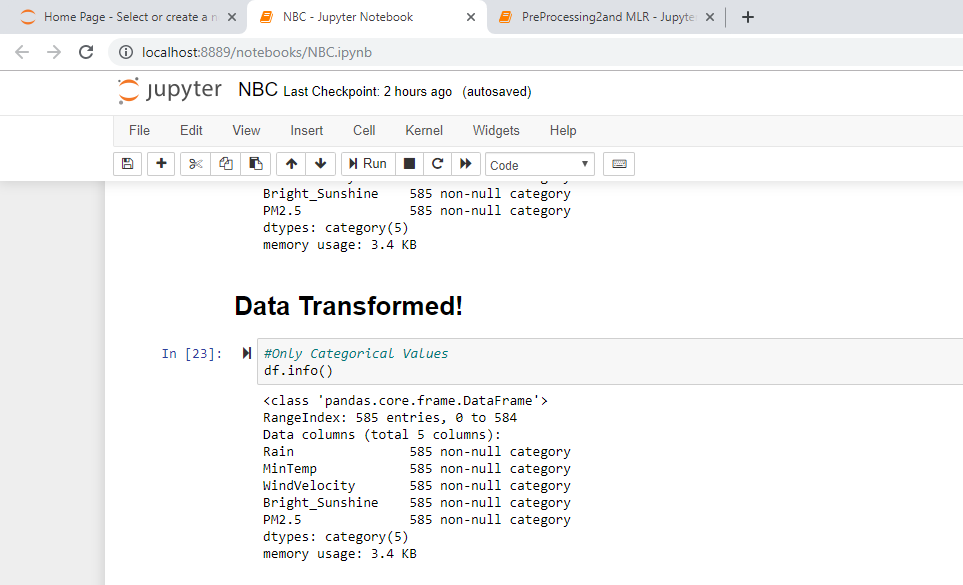 Home Page - Select or create a n
NBC - Jupyter Notebook
PreProcessing2and MLR - Jupyte
localhost:8889/notebooks/NBC.ipynb
jupyter NBC Last Checkpoint: 2 hours ago (autosaved)
File Edit View Insert Cell Kernel Widgets Help
Run Code
Bright_Sunshine 585 non-null category
PM2.5 585 non-null category
dtypes: category(5)
memory usage: 3.4 KB
Data Transformed!
In [23]: #Only Categorical Values
df.info()
<class 'pandas.core.frame.DataFrame'>
RangeIndex: 585 entries, 0 to 584
Data columns (total 5 columns):
Rain 585 non-null category
MinTemp 585 non-null category
WindVelocity 585 non-null category
Bright_Sunshine 585 non-null category
PM2.5 585 non-null category
dtypes: category(5)
memory usage: 3.4 KB